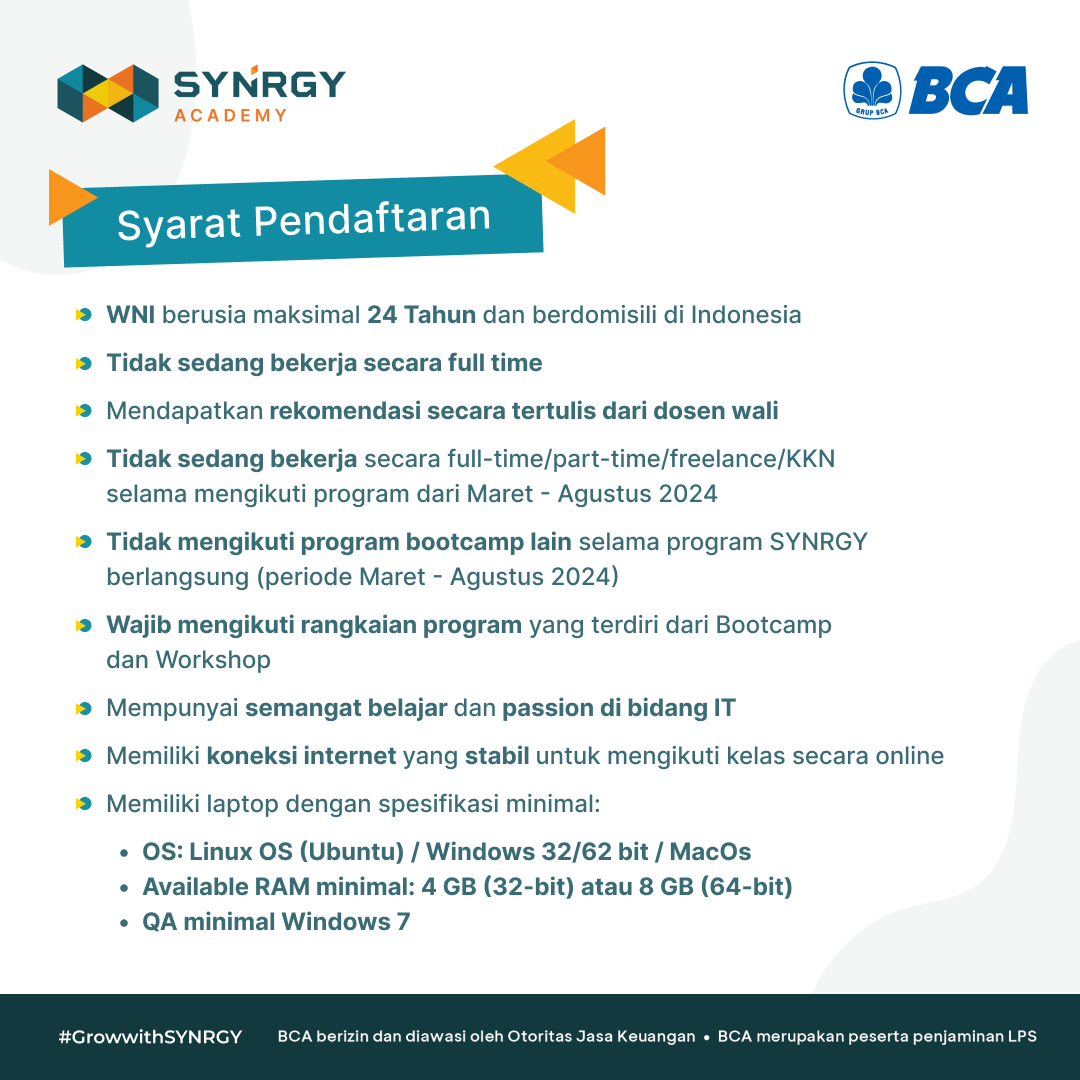 SYNRGY
ACADEMY
GRUP BCA
BCA
Syarat Pendaftaran
WNI berusia maksimal 24 Tahun dan berdomisili di Indonesia
Tidak sedang bekerja secara full time
Mendapatkan rekomendasi secara tertulis dari dosen wali
Tidak sedang bekerja secara full-time/part-time/freelance/KKN
selama mengikuti program dari Maret - Agustus 2024
Tidak mengikuti program bootcamp lain selama program SYNRGY
berlangsung (periode Maret - Agustus 2024)
Wajib mengikuti rangkaian program yang terdiri dari Bootcamp
dan Workshop
Mempunyai semangat belajar dan passion di bidang IT
Memiliki koneksi internet yang stabil untuk mengikuti kelas secara online
Memiliki laptop dengan spesifikasi minimal:
• OS: Linux OS (Ubuntu) / Windows 32/62 bit / MacOs
• Available RAM minimal: 4 GB (32-bit) atau 8 GB (64-bit)
• QA minimal Windows 7
#GrowwithSYNRGY BCA berizin dan diawasi oleh Otoritas Jasa Keuangan • BCA merupakan peserta penjaminan LPS